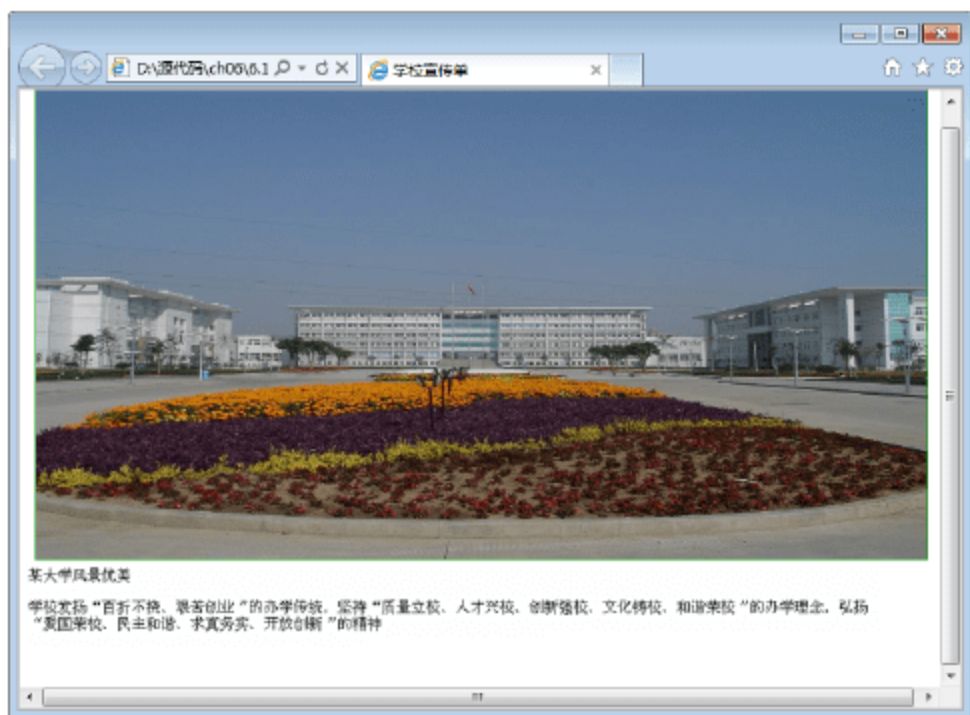 D:\源代码\ch06\6.1
学校宣传单
某大学风景优美
学校发扬“百折不挠、艰苦创业”的办学传统，坚持“质量立校、人才兴校、创新强校、文化铸校、和谐荣校”的办学理念，弘扬
“爱国荣校、民主和谐、求真务实、开放创新”的精神